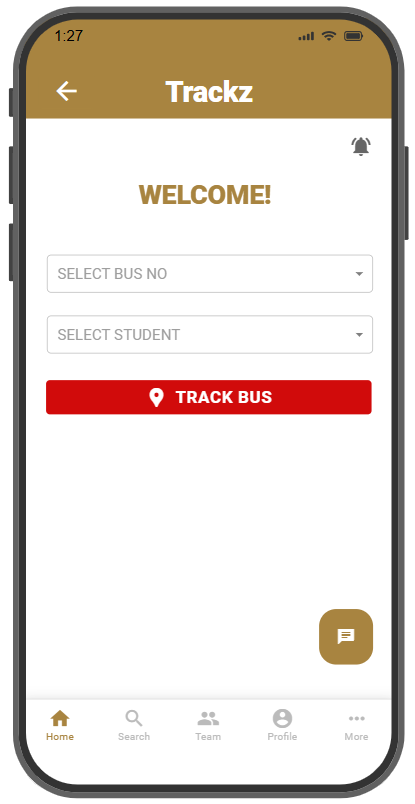 1:27
Trackz
WELCOME!
SELECT BUS NO
SELECT STUDENT
TRACK BUS
Home Search Team Profile More